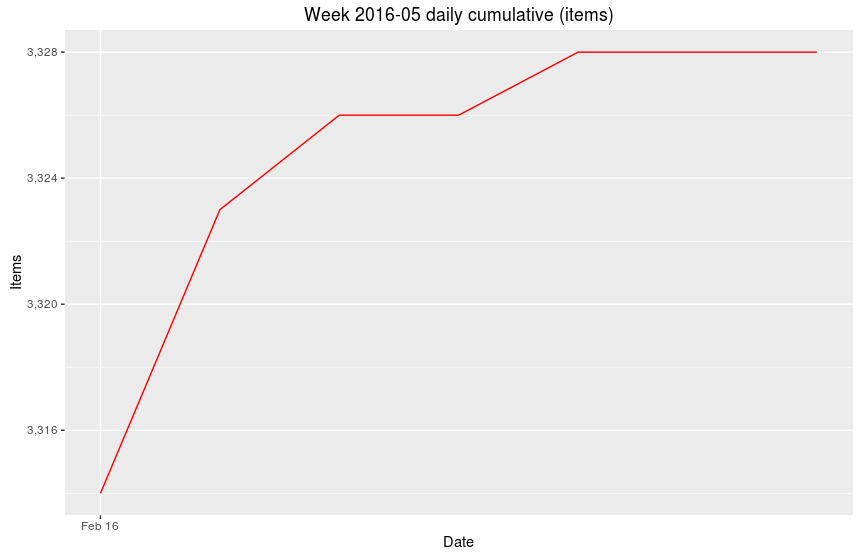 Week 2016-05 daily cumulative (items)
3,328
3,324
3,320
3,316
Items
Feb 16
Date